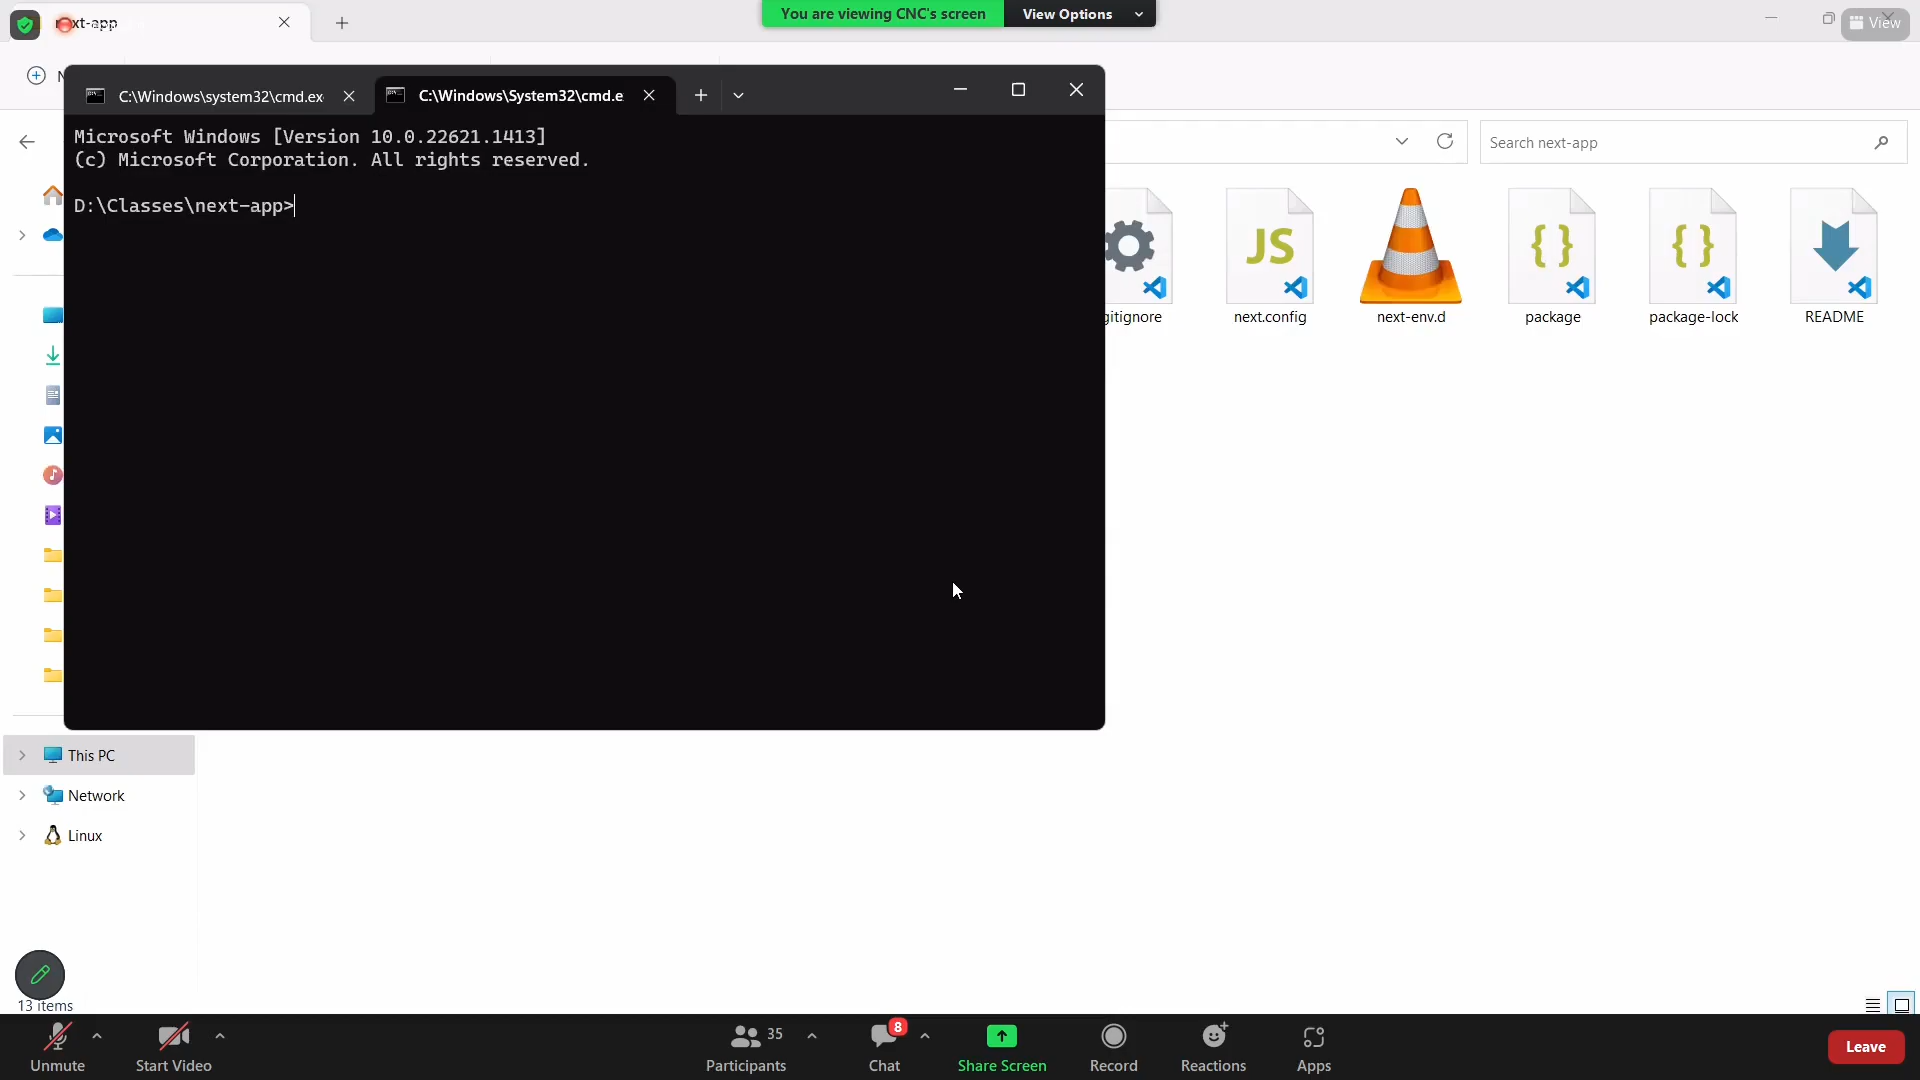 next-app
You are viewing CNC's screen
View Options
View
C:\Windows\system32\cmd.ex
C:\Windows\System32\cmd.e
Microsoft Windows [Version 10.0.22621.1413]
(c) Microsoft Corporation. All rights reserved.
D:\Classes\next-app>
Search next-app
gitignore
next.config
next-env.d
package
package-lock
README
JS
{ }
{ }
This PC
Network
Linux
13 items
Unmute
Start Video
35
Participants
8
Chat
Share Screen
Record
Reactions
Apps
Leave